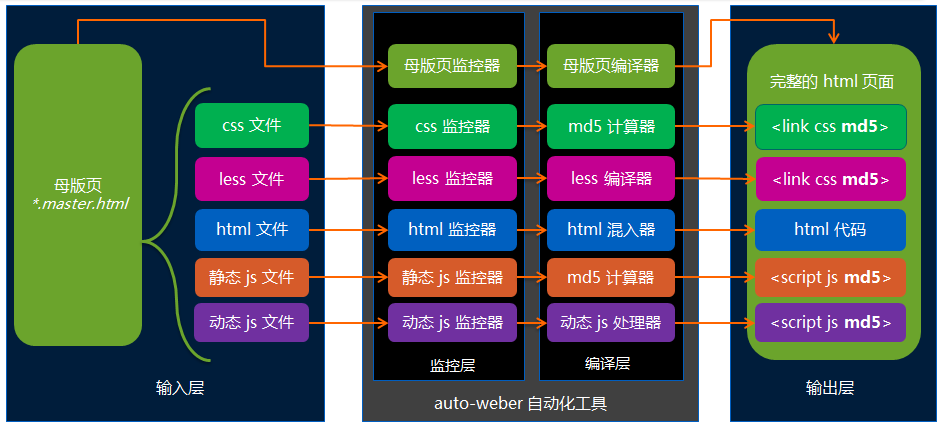 母版页
*.master.html
css 文件
less 文件
html 文件
静态 js 文件
动态 js 文件
输入层
母版页监控器
css 监控器
less 监控器
html 监控器
静态 js 监控器
动态 js 监控器
监控层
母版页编译器
md5 计算器
less 编译器
html 混入器
md5 计算器
动态 js 处理器
编译层
auto-weber 自动化工具
完整的 html 页面
<link css md5>
<link css md5>
html 代码
<script js md5>
<script js md5>
输出层